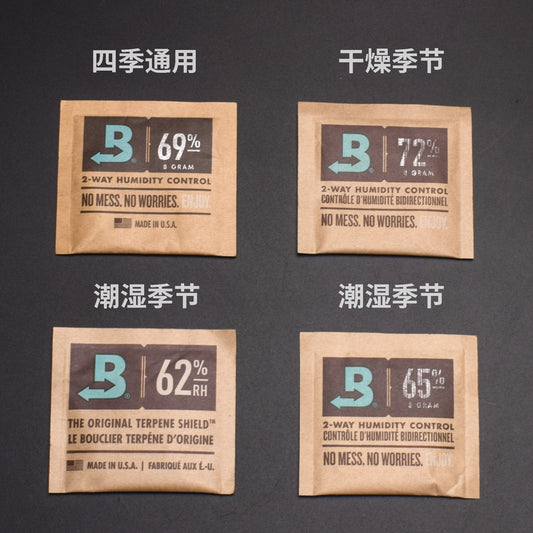 四季通用
干燥季节
B 69%
8 GRAM
2-WAY HUMIDITY CONTROL
NO MESS. NO WORRIES. ENJOY.
MADE IN U.S.A.
B 72%
8 GRAM
2-WAY HUMIDITY CONTROL
CONTRÔLE D'HUMIDITÉ BIDIRECTIONNEL
NO MESS. NO WORRIES.
潮湿季节
潮湿季节
B 62% RH
THE ORIGINAL TERPENE SHIELD™
LE BOUCLIER TERPÉNE D'ORIGINE
MADE IN U.S.A. | FABRIQUÉ AUX É.-U.
B 65%
8 GRAM
2-WAY HUMIDITY CONTROL
CONTRÔLE D'HUMIDITÉ BIDIRECTIONNEL
NO MESS. NO WORRIES. ENJOY.